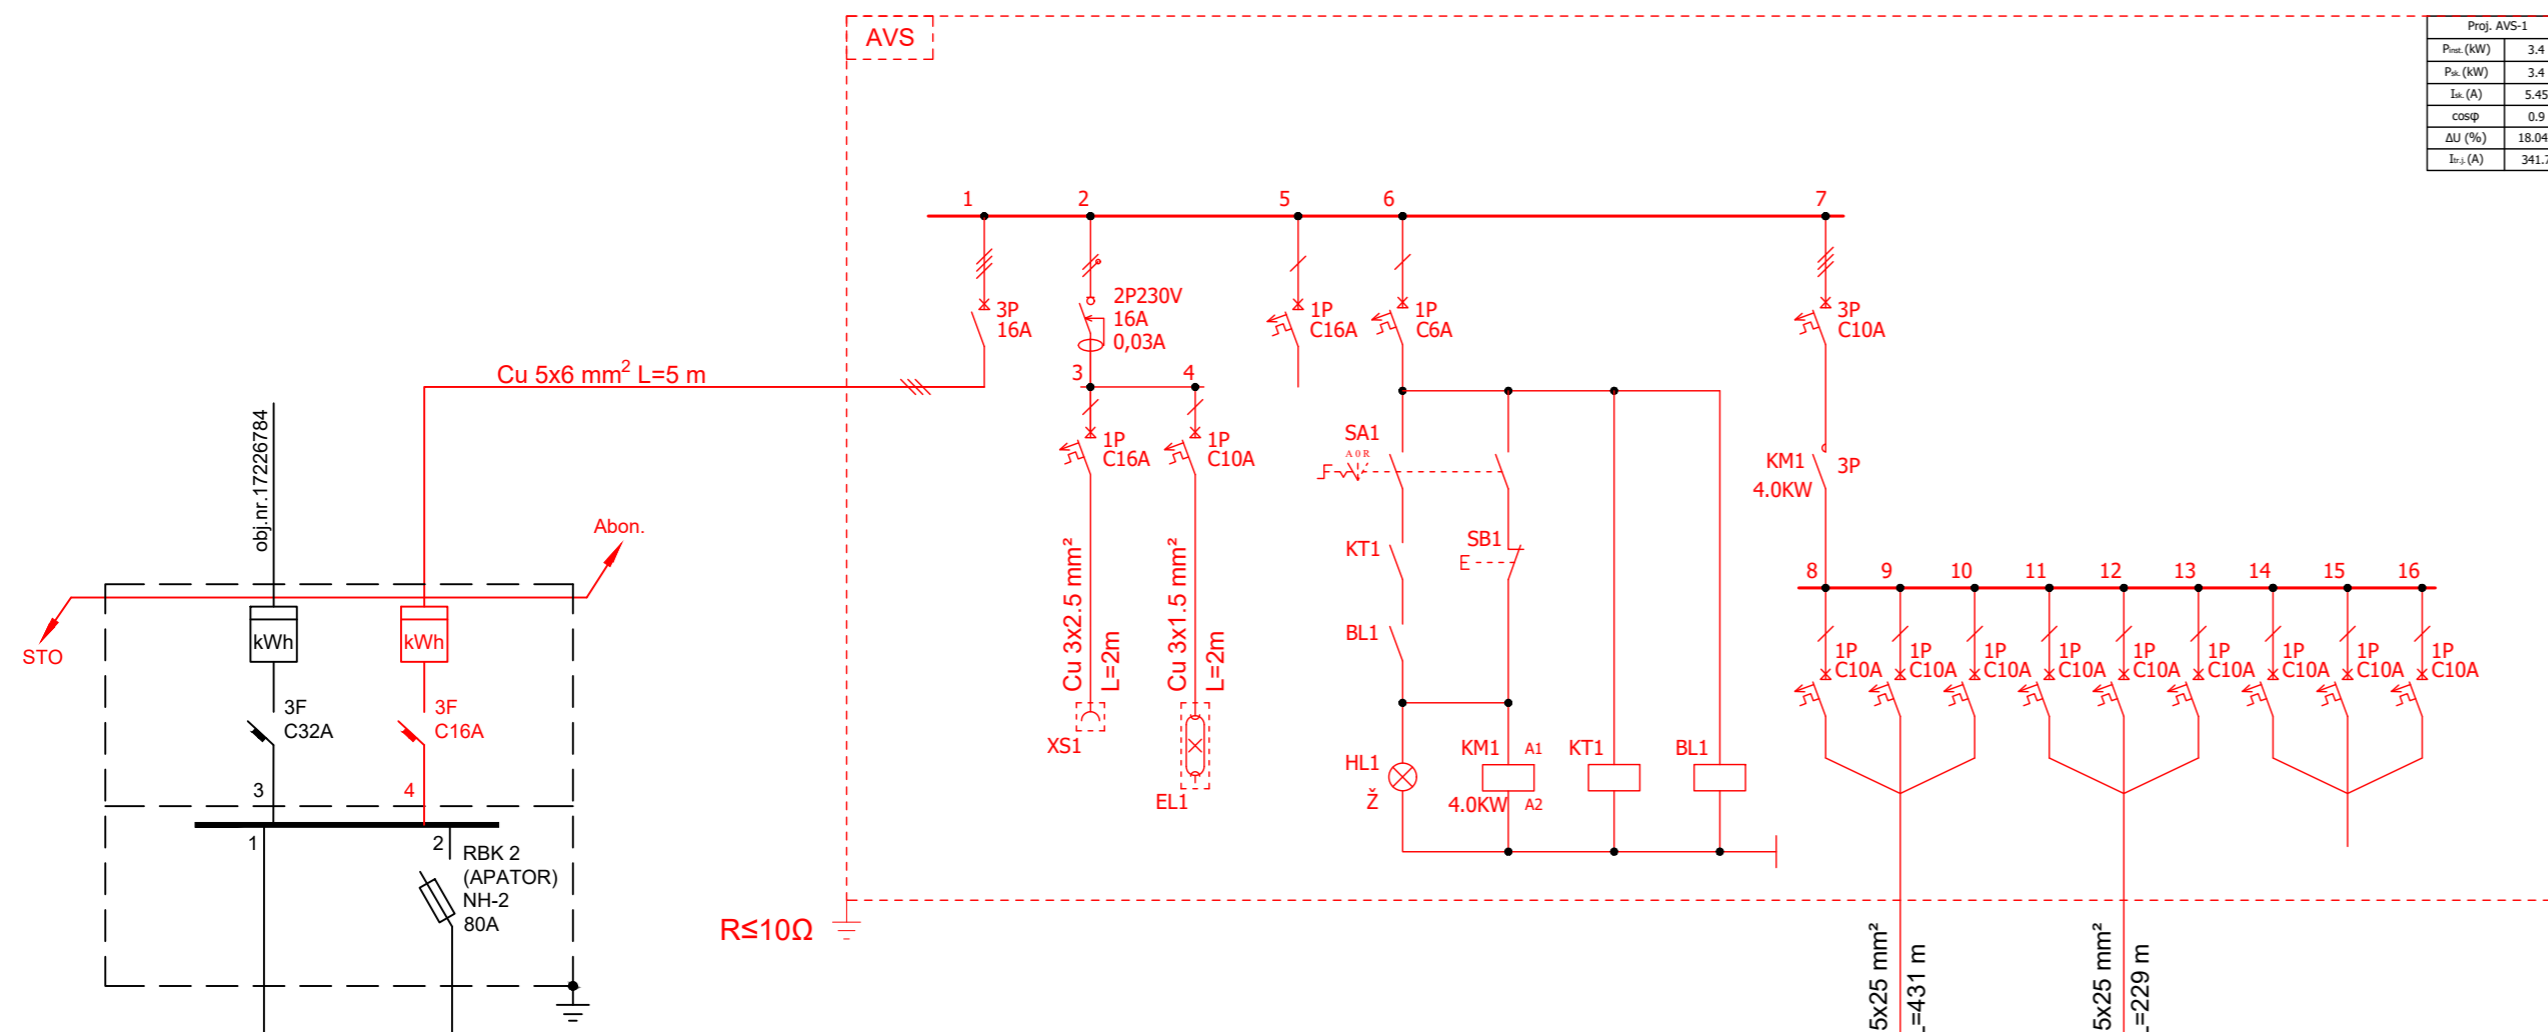 AVS
Proj. AVS-1
Pinst.(kW) 3.4
Psk.(kW) 3.4
Isk.(A) 5.45
cosφ 0.9
ΔU (%) 18.04
Itr.j.(A) 341.7
1 2 5 6 7
3P
16A
2P230V
16A
0,03A
1P
C16A
1P
C6A
3P
C10A
Cu 5x6 mm² L=5 m
3 4
1P
C16A
1P
C10A
Cu 3x2.5 mm²
L=2m
Cu 3x1.5 mm²
L=2m
XS1
EL1
SA1
A 0 R
KT1
SB1
E
BL1
HL1
Ž
KM1
A1
4.0KW
A2
KT1
BL1
KM1
3P
4.0KW
8 9 10 11 12 13 14 15 16
1P
C10A
1P
C10A
1P
C10A
1P
C10A
1P
C10A
1P
C10A
1P
C10A
1P
C10A
1P
C10A
5x25 mm²
L=431 m
5x25 mm²
L=229 m
obj.nr.17226784
Abon.
STO
kWh
kWh
3F
C32A
3F
C16A
3
4
1
2
RBK 2
(APATOR)
NH-2
80A
R≤10Ω